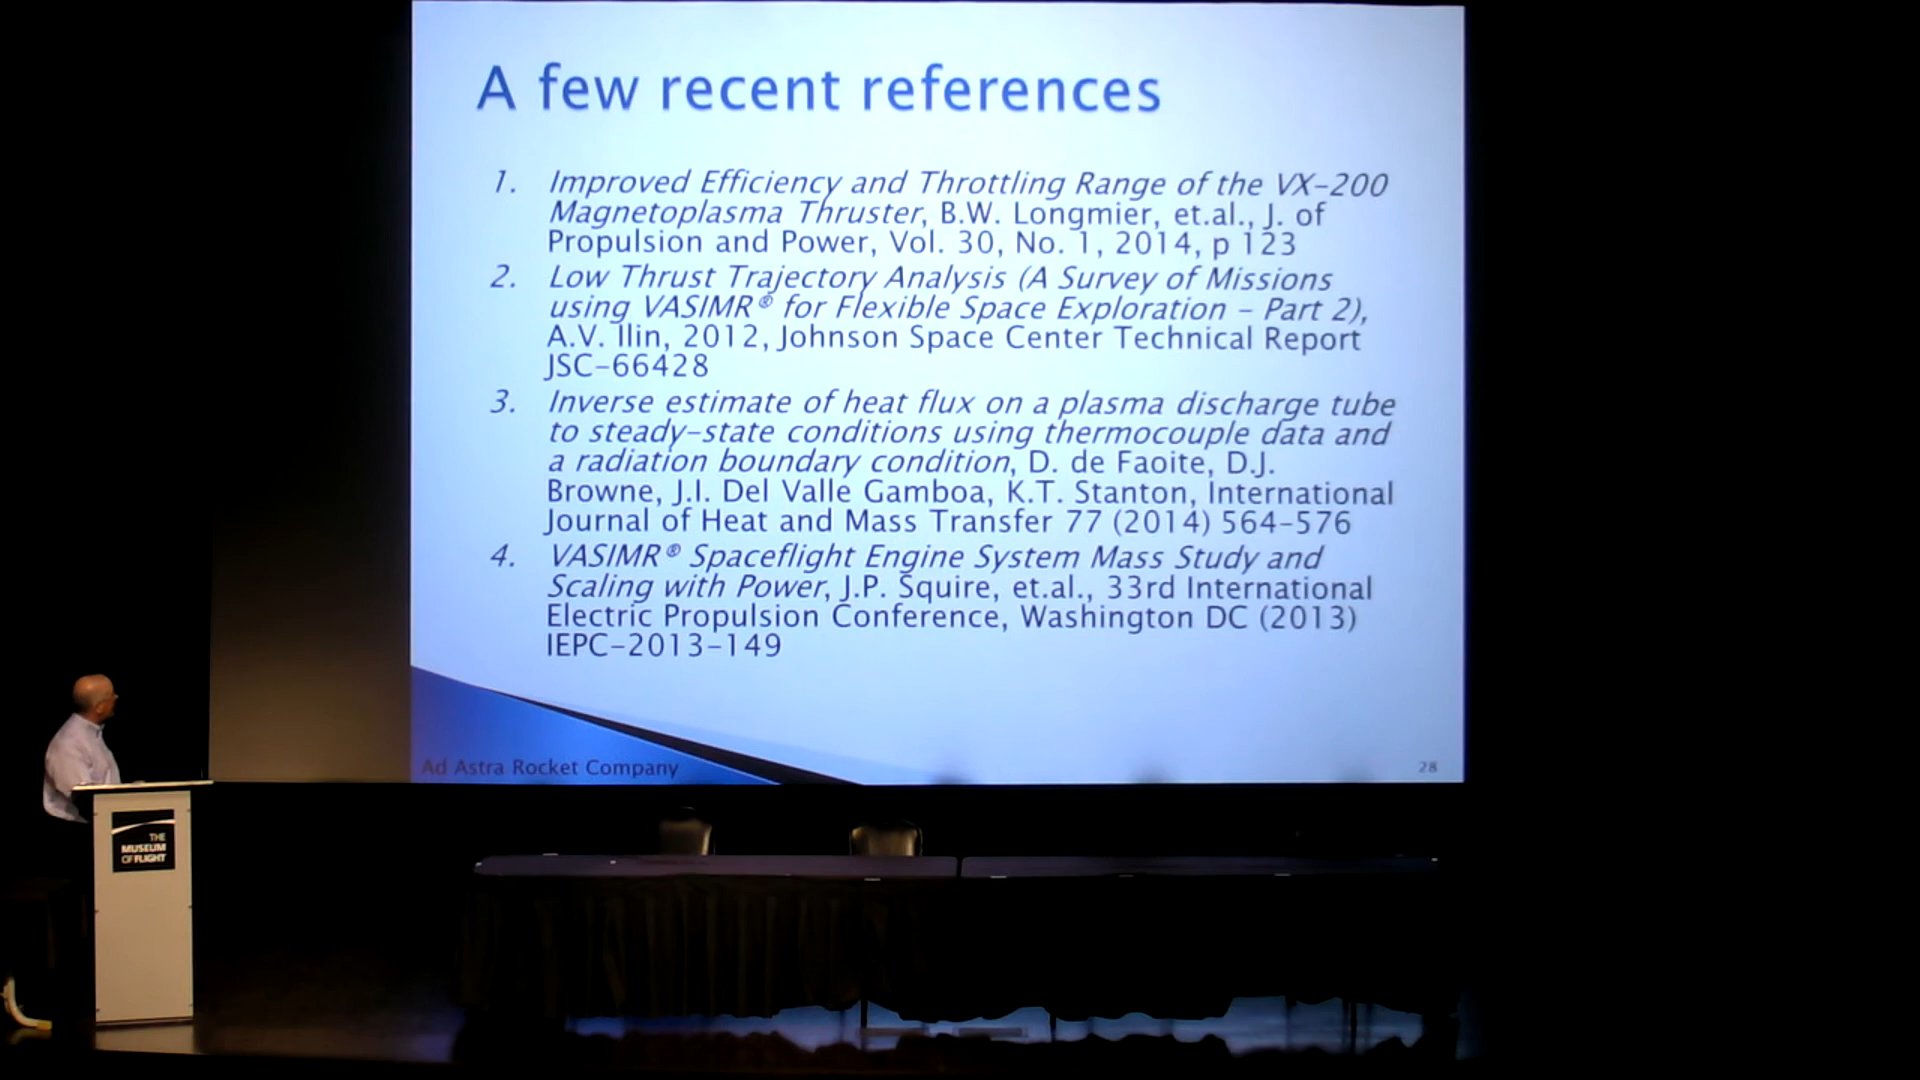 A few recent references
1. Improved Efficiency and Throttling Range of the VX-200
Magnetoplasma Thruster, B.W. Longmier, et.al., J. of
Propulsion and Power, Vol. 30, No. 1, 2014, p 123
2. Low Thrust Trajectory Analysis (A Survey of Missions
using VASIMR® for Flexible Space Exploration – Part 2),
A.V. Ilin, 2012, Johnson Space Center Technical Report
JSC-66428
3. Inverse estimate of heat flux on a plasma discharge tube
to steady-state conditions using thermocouple data and
a radiation boundary condition, D. de Faoite, D.J.
Browne, J.I. Del Valle Gamboa, K.T. Stanton, International
Journal of Heat and Mass Transfer 77 (2014) 564-576
4. VASIMR® Spaceflight Engine System Mass Study and
Scaling with Power, J.P. Squire, et.al., 33rd International
Electric Propulsion Conference, Washington DC (2013)
IEPC-2013-149
Ad Astra Rocket Company
28
THE
MUSEUM
OF FLIGHT